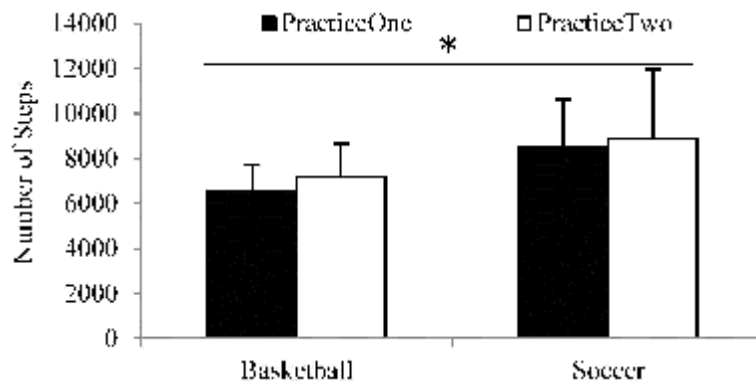 14000
PracticeOne
PracticeTwo
*
12000
10000
8000
6000
4000
2000
0
Number of Steps
Basketball
Soccer